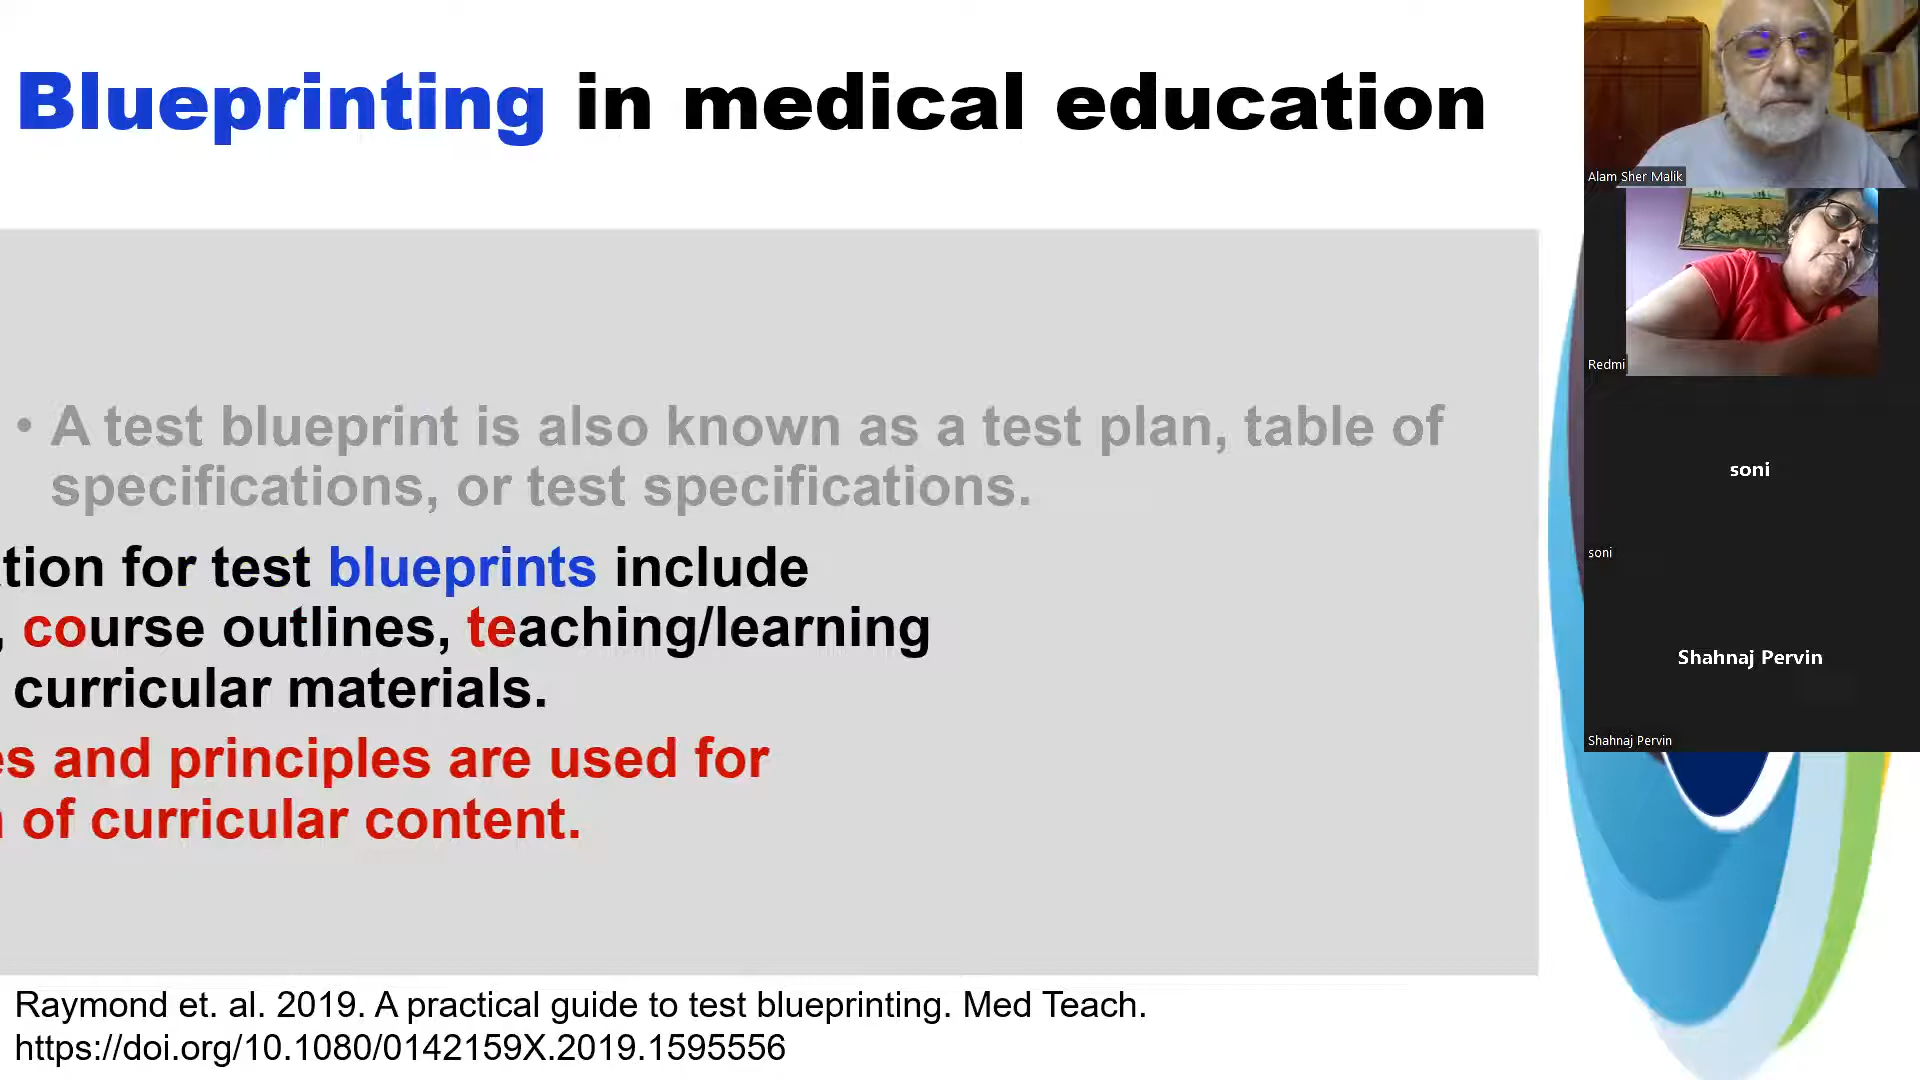 Blueprinting in medical education
• A test blueprint is also known as a test plan, table of
specifications, or test specifications.
tion for test blueprints include
, course outlines, teaching/learning
curricular materials.
es and principles are used for
of curricular content.
Raymond et. al. 2019. A practical guide to test blueprinting. Med Teach.
https://doi.org/10.1080/0142159X.2019.1595556
Alam Sher Malik
Redmi
soni
soni
Shahnaj Pervin
Shahnaj Pervin